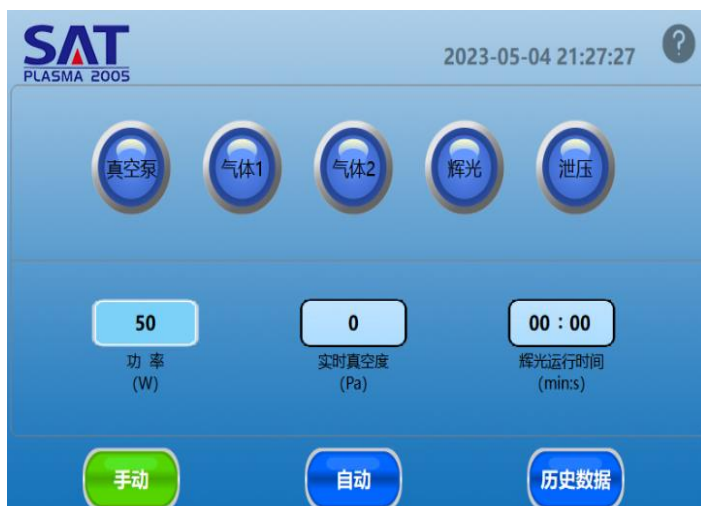 SAT
PLASMA 2005
2023-05-04 21:27:27
?
真空泵 气体1 气体2 辉光 泄压
50 0 00 : 00
功 率 实时真空度 辉光运行时间
(W) (Pa) (min:s)
手动 自动 历史数据